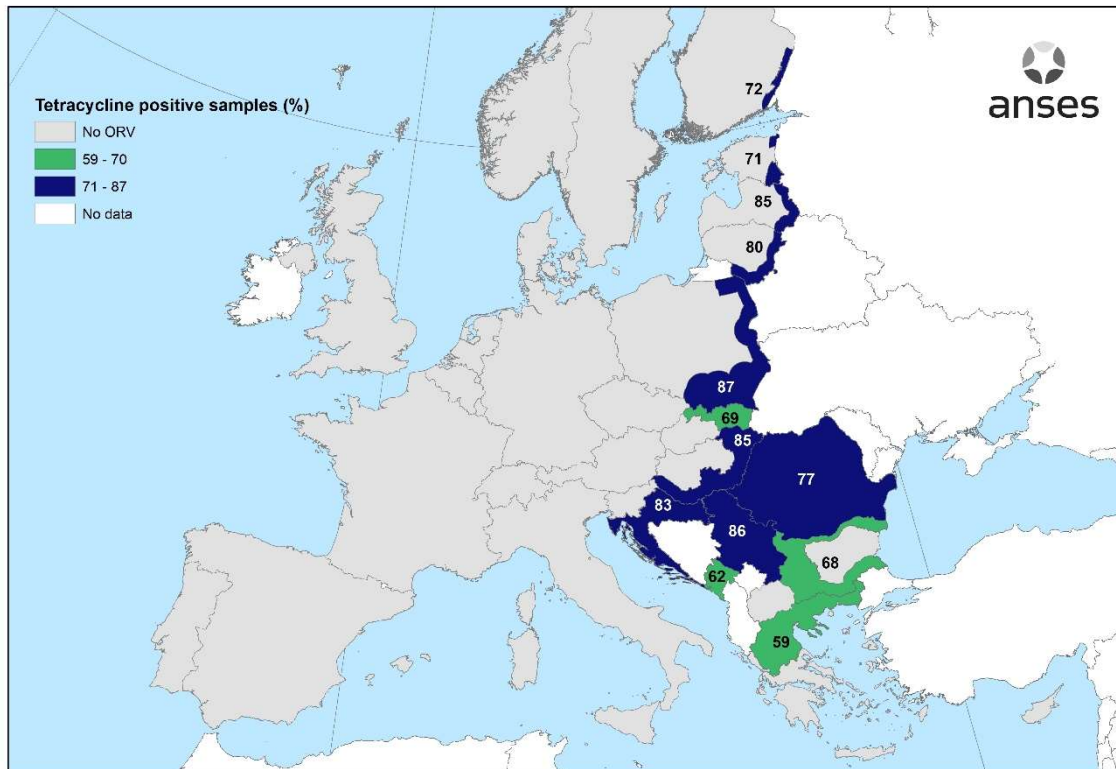 anses
Tetracycline positive samples (%)
No ORV
59 - 70
71 - 87
No data
72
71
85
80
87
69
85
77
83
86
62
68
59